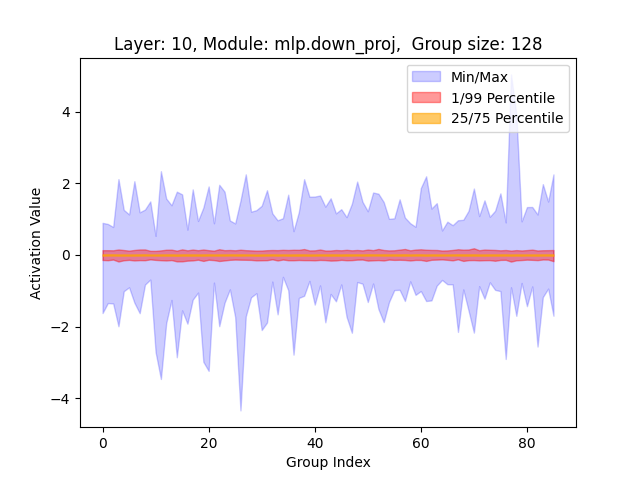 Layer: 10, Module: mlp.down_proj,  Group size: 128
Min/Max
1/99 Percentile
25/75 Percentile
Activation Value
4
2
0
−2
−4
0
20
40
60
80
Group Index